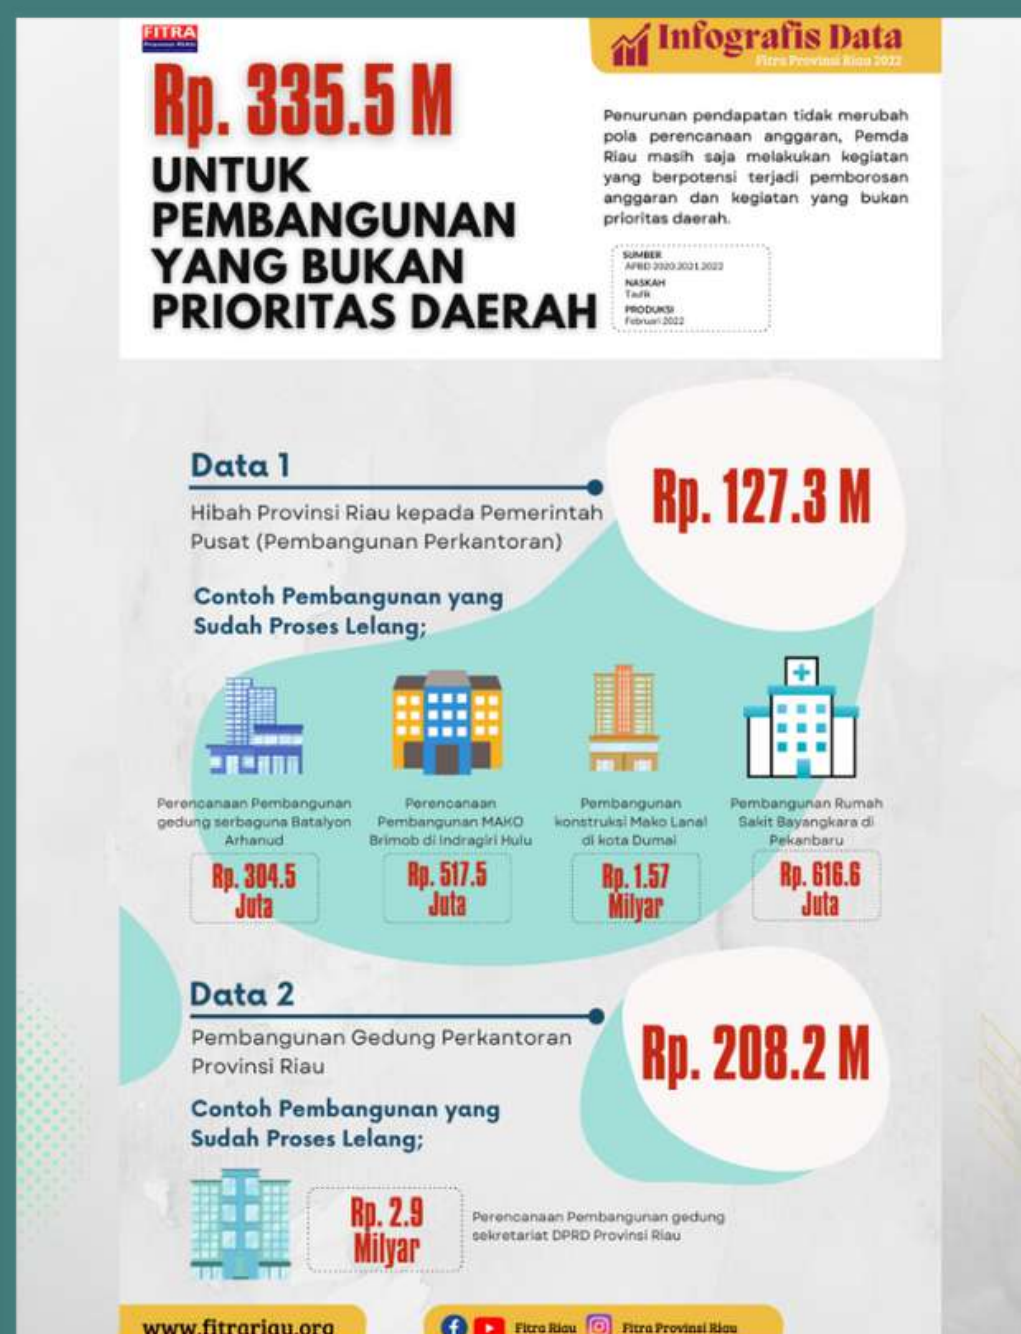 FITRA
Infografis Data
Fitra Provinsi Riau 2022
Rp. 335.5 M
UNTUK
PEMBANGUNAN
YANG BUKAN
PRIORITAS DAERAH
Penurunan pendapatan tidak merubah
pola perencanaan anggaran, Pemda
Riau masih saja melakukan kegiatan
yang berpotensi terjadi pemborosan
anggaran dan kegiatan yang bukan
prioritas daerah.
SUMBER
APBD 2020,2021,2022
NASKAH
Taufik
PRODUKSI
Februari 2022
Data 1
Hibah Provinsi Riau kepada Pemerintah
Pusat (Pembangunan Perkantoran)
Rp. 127.3 M
Contoh Pembangunan yang
Sudah Proses Lelang;
Perencanaan Pembangunan
gedung serbaguna Batalyon
Arhanud
Rp. 304.5
Juta
Perencanaan
Pembangunan MAKO
Brimob di Indragiri Hulu
Rp. 517.5
Juta
Pembangunan
konstruksi Mako Lanal
di kota Dumai
Rp. 1.57
Milyar
Pembangunan Rumah
Sakit Bayangkara di
Pekanbaru
Rp. 616.6
Juta
Data 2
Pembangunan Gedung Perkantoran
Provinsi Riau
Rp. 208.2 M
Contoh Pembangunan yang
Sudah Proses Lelang;
Rp. 2.9
Milyar
Perencanaan Pembangunan gedung
sekretariat DPRD Provinsi Riau
www.fitrariau.org
Fitra Riau
Fitra Provinsi Riau